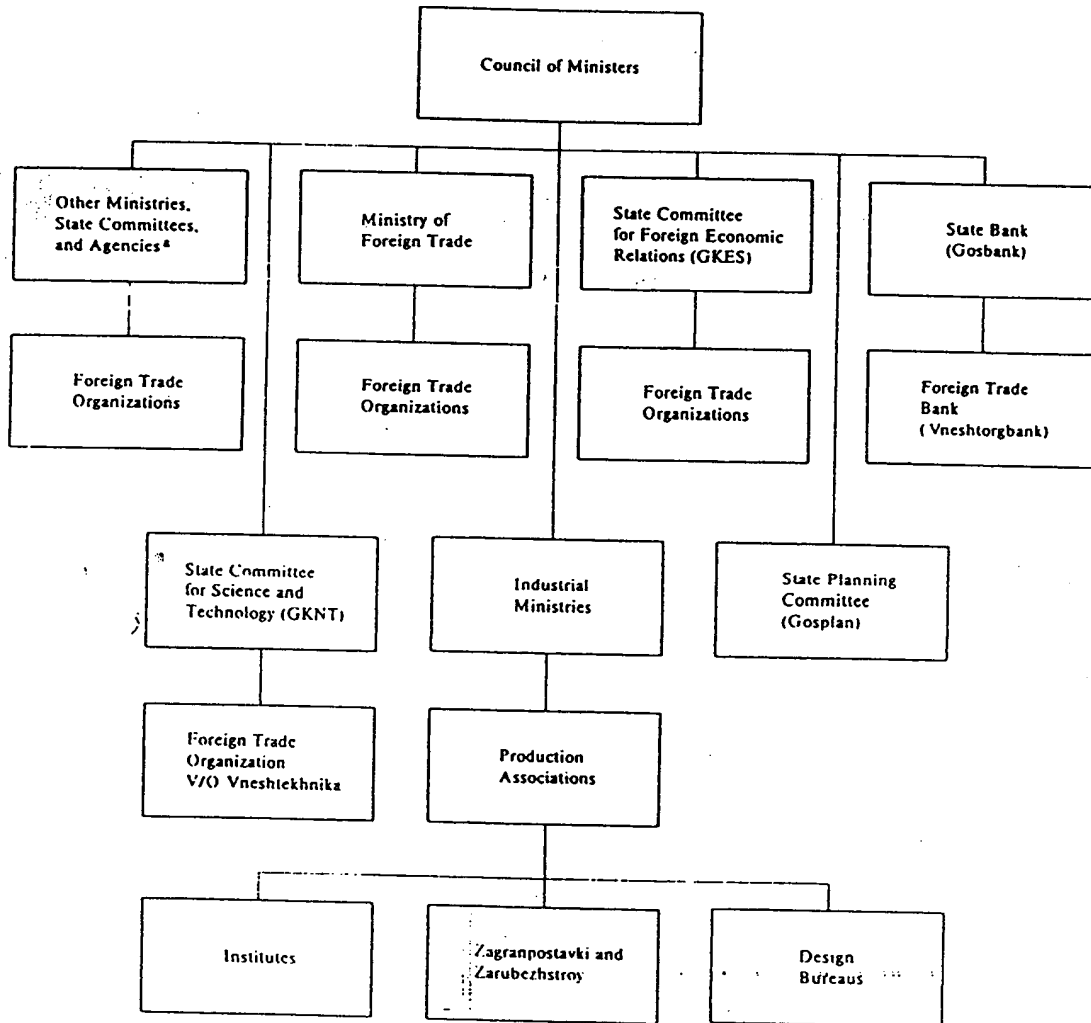 Council of Ministers
Other Ministries,
State Committees,
and Agencies a
Ministry of
Foreign Trade
State Committee
for Foreign Economic
Relations (GKES)
State Bank
(Gosbank)
Foreign Trade
Organizations
Foreign Trade
Organizations
Foreign Trade
Organizations
Foreign Trade
Bank
(Vneshtorgbank)
State Committee
for Science and
Technology (GKNT)
Industrial
Ministries
State Planning
Committee
(Gosplan)
Foreign Trade
Organization
V/O Vneshtekhnika
Production
Associations
Institutes
Zagranpostavki and
Zarubezhstroy
Design
Bureaus